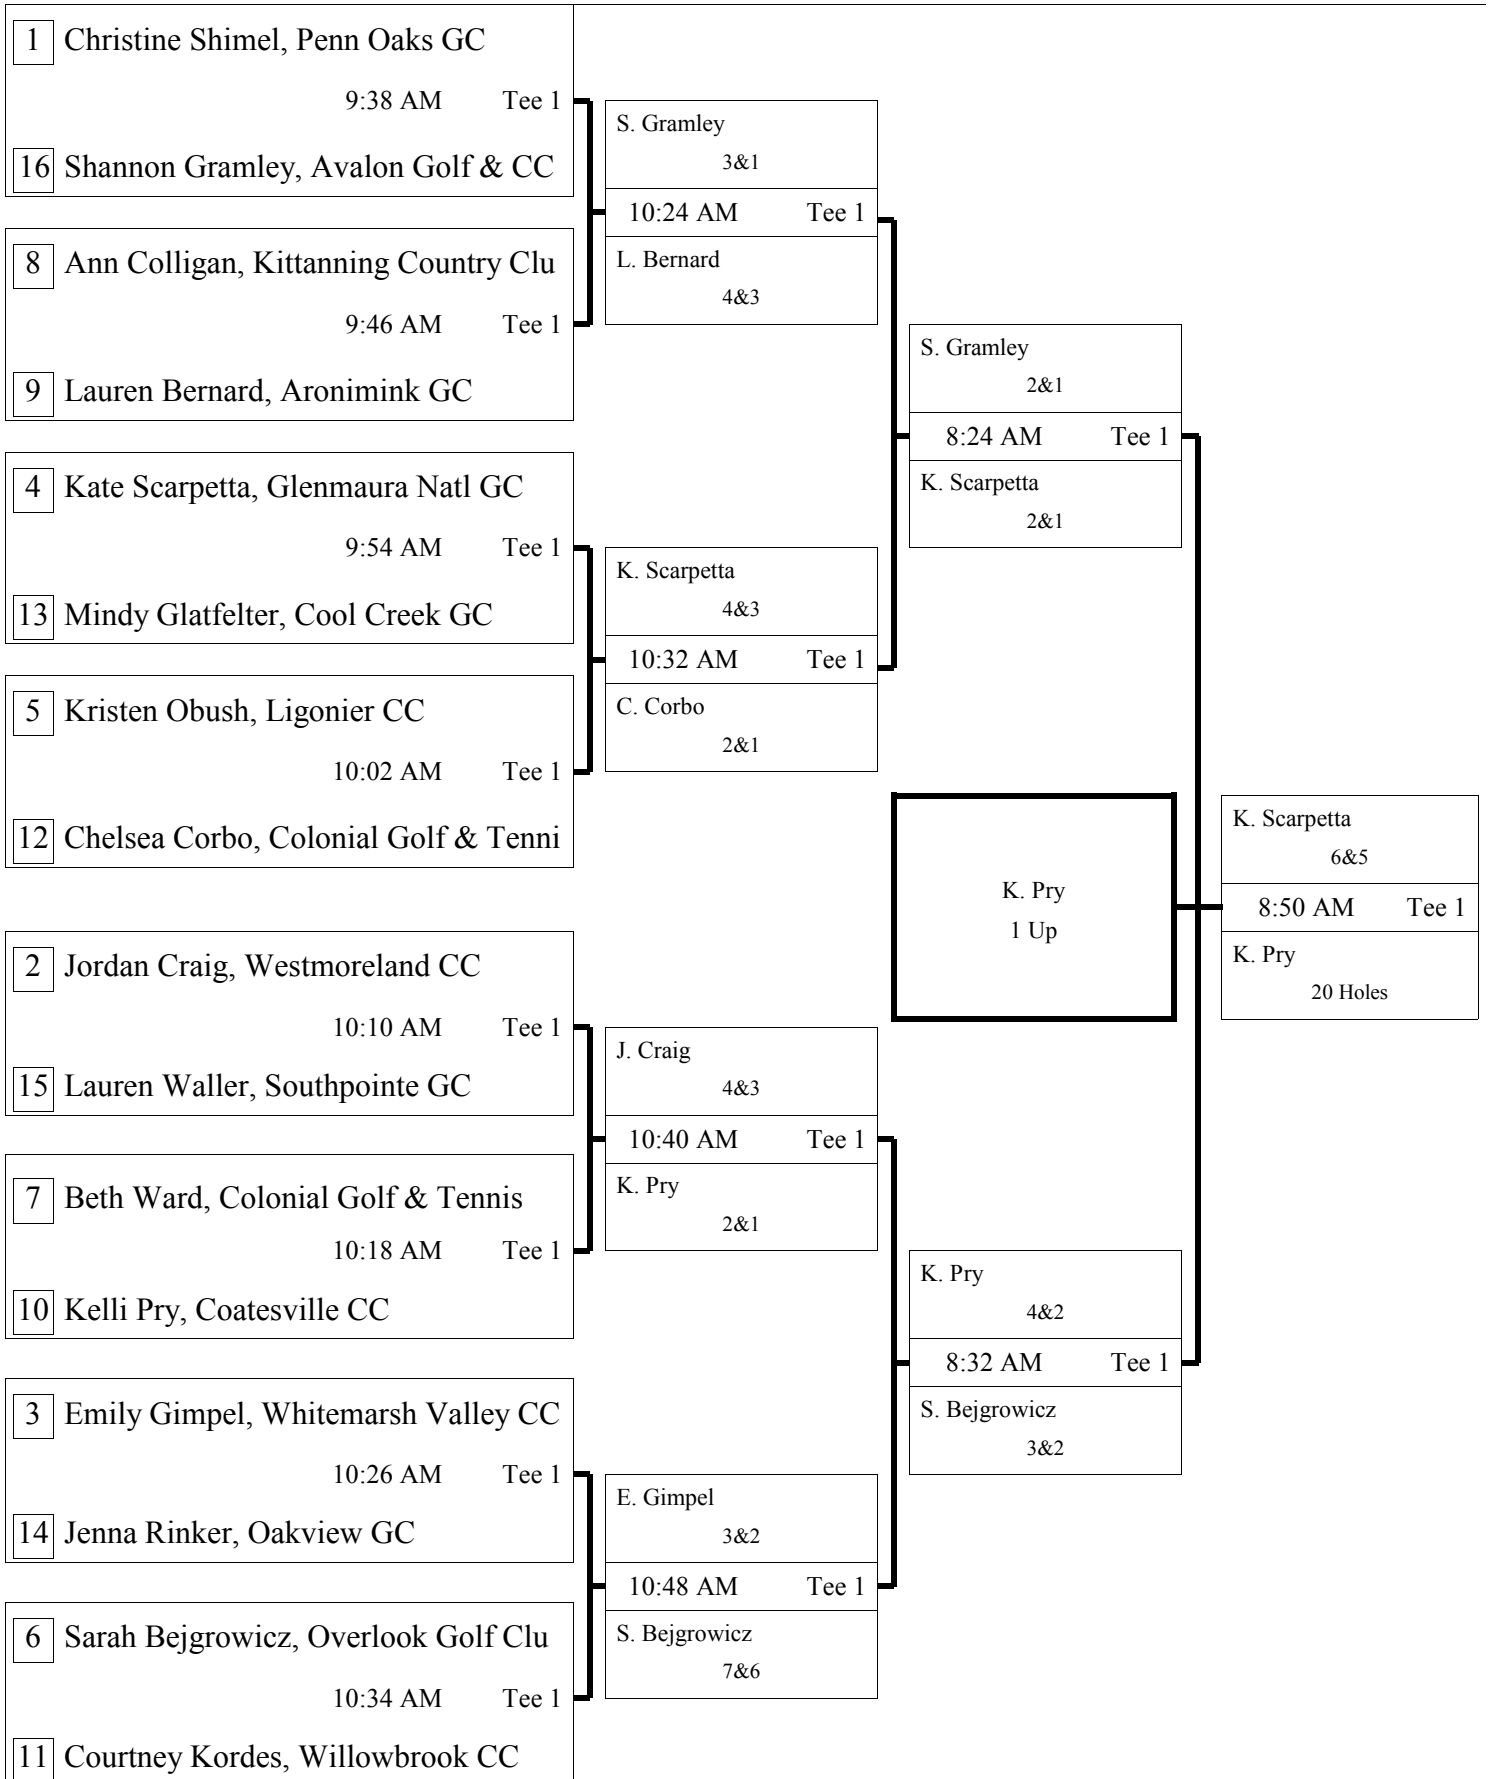 1 Christine Shimel, Penn Oaks GC
9:38 AM Tee 1
16 Shannon Gramley, Avalon Golf & CC
8 Ann Colligan, Kittanning Country Clu
9:46 AM Tee 1
9 Lauren Bernard, Aronimink GC
4 Kate Scarpetta, Glenmaura Natl GC
9:54 AM Tee 1
13 Mindy Glatfelter, Cool Creek GC
5 Kristen Obush, Ligonier CC
10:02 AM Tee 1
12 Chelsea Corbo, Colonial Golf & Tenni
2 Jordan Craig, Westmoreland CC
10:10 AM Tee 1
15 Lauren Waller, Southpointe GC
7 Beth Ward, Colonial Golf & Tennis
10:18 AM Tee 1
10 Kelli Pry, Coatesville CC
3 Emily Gimpel, Whitemarsh Valley CC
10:26 AM Tee 1
14 Jenna Rinker, Oakview GC
6 Sarah Bejgrowicz, Overlook Golf Clu
10:34 AM Tee 1
11 Courtney Kordes, Willowbrook CC
S. Gramley
3&1
10:24 AM Tee 1
L. Bernard
4&3
K. Scarpetta
4&3
10:32 AM Tee 1
C. Corbo
2&1
J. Craig
4&3
10:40 AM Tee 1
K. Pry
2&1
E. Gimpel
3&2
10:48 AM Tee 1
S. Bejgrowicz
7&6
S. Gramley
2&1
8:24 AM Tee 1
K. Scarpetta
2&1
K. Pry
4&2
8:32 AM Tee 1
S. Bejgrowicz
3&2
K. Scarpetta
6&5
8:50 AM Tee 1
K. Pry
20 Holes
K. Pry
1 Up